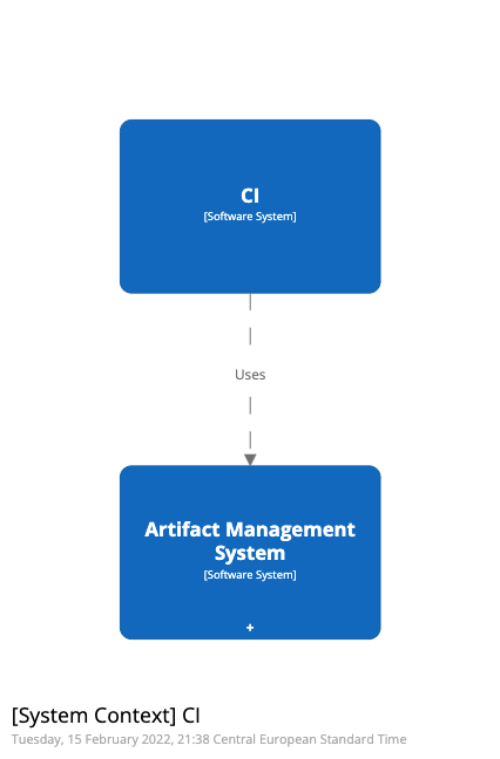 CI
[Software System]
Uses
Artifact Management
System
[Software System]
+
[System Context] CI
Tuesday, 15 February 2022, 21:38 Central European Standard Time